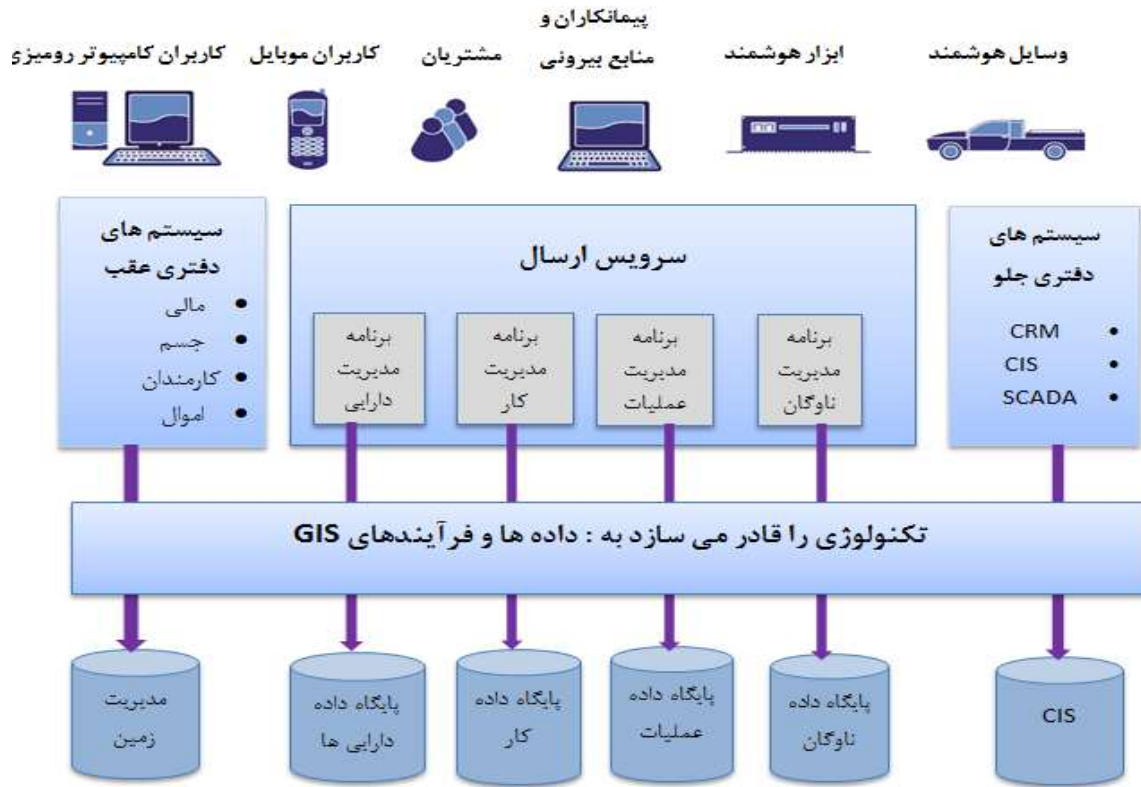 پیمانکاران و
منابع بیرونی
وسایل هوشمند
ابزار هوشمند
مشتریان
کاربران موبایل
کاربران کامپیوتر رومیزی
سیستم های
دفتری جلو
CRM
CIS
SCADA
سرویس ارسال
برنامه
مدیریت
ناوگان
برنامه
مدیریت
عملیات
برنامه
مدیریت
کار
برنامه
مدیریت
دارایی
سیستم های
دفتری عقب
مالی
جسم
کارمندان
اموال
تکنولوژی را قادر می سازد به : داده ها و فرآیندهای GIS
CIS
پایگاه داده
ناوگان
پایگاه داده
عملیات
پایگاه داده
کار
پایگاه داده
دارایی ها
مدیریت
زمین